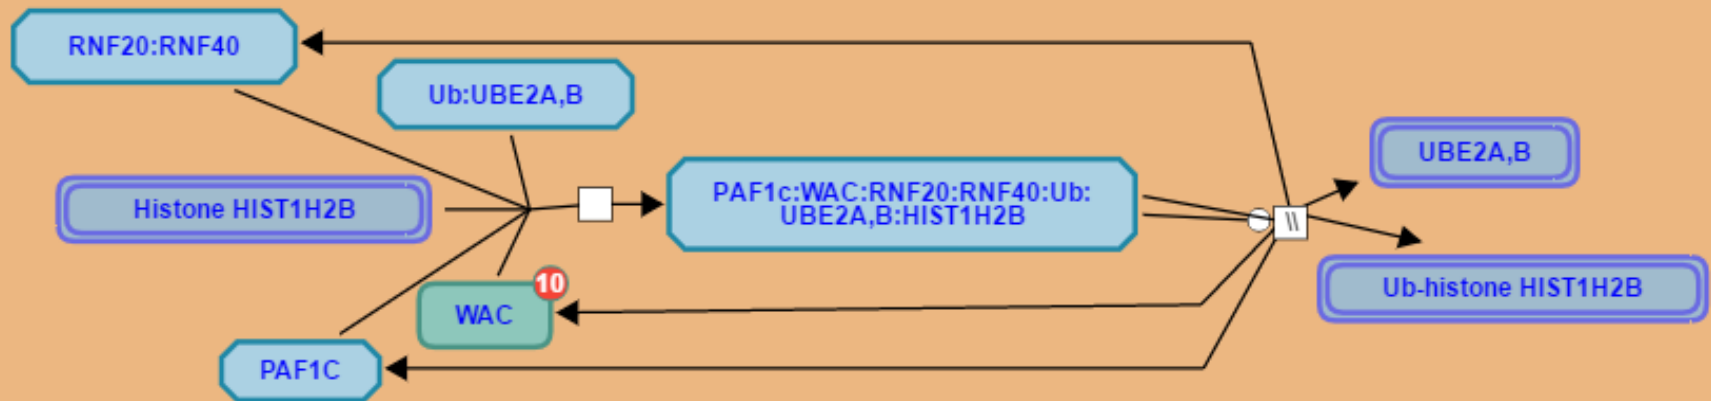 RNF20:RNF40
Ub:UBE2A,B
UBE2A,B
PAF1c:WAC:RNF20:RNF40:Ub:
UBE2A,B:HIST1H2B
Histone HIST1H2B
\\
10
WAC
Ub-histone HIST1H2B
PAF1C